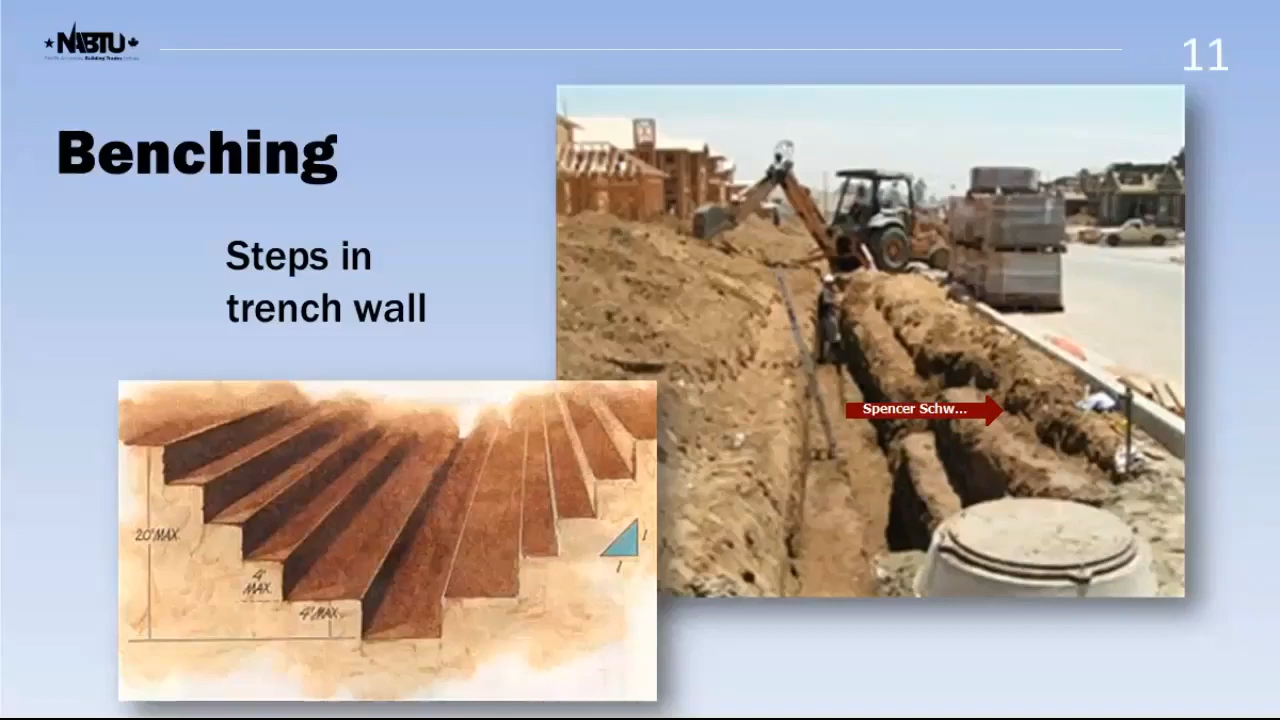 NABTU
11
Benching
Steps in
trench wall
Spencer Schw...
20' MAX.
4'
MAX.
4' MAX.
1
1